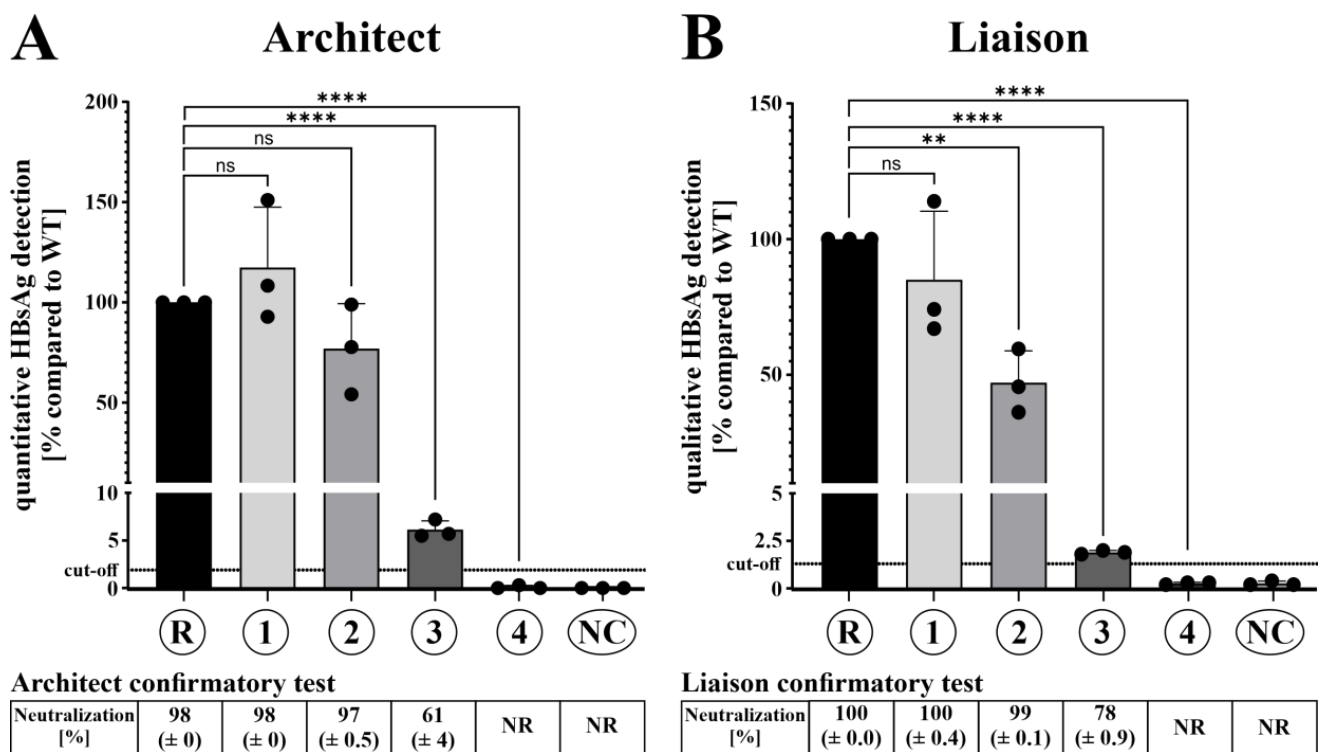 A Architect
quantitative HBsAg detection
[% compared to WT]
200
150
100
50
10
5
0
cut-off
****
****
ns
ns
R 1 2 3 4 NC
Architect confirmatory test
Neutralization [%] 98 (± 0) 98 (± 0) 97 (± 0.5) 61 (± 4) NR NR
B Liaison
qualitative HBsAg detection
[% compared to WT]
150
100
50
5
2.5
0
cut-off
****
****
**
ns
R 1 2 3 4 NC
Liaison confirmatory test
Neutralization [%] 100 (± 0.0) 100 (± 0.4) 99 (± 0.1) 78 (± 0.9) NR NR